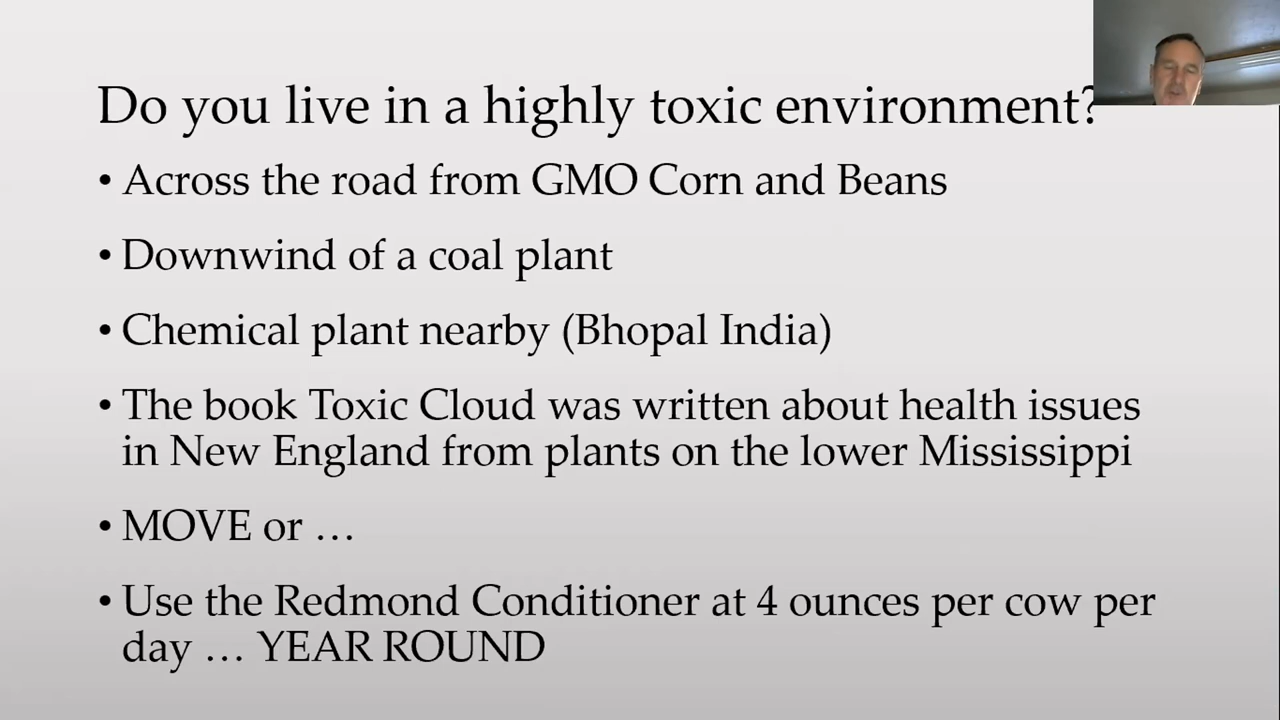 Do you live in a highly toxic environment?
• Across the road from GMO Corn and Beans
• Downwind of a coal plant
• Chemical plant nearby (Bhopal India)
• The book Toxic Cloud was written about health issues
in New England from plants on the lower Mississippi
• MOVE or …
• Use the Redmond Conditioner at 4 ounces per cow per
day … YEAR ROUND